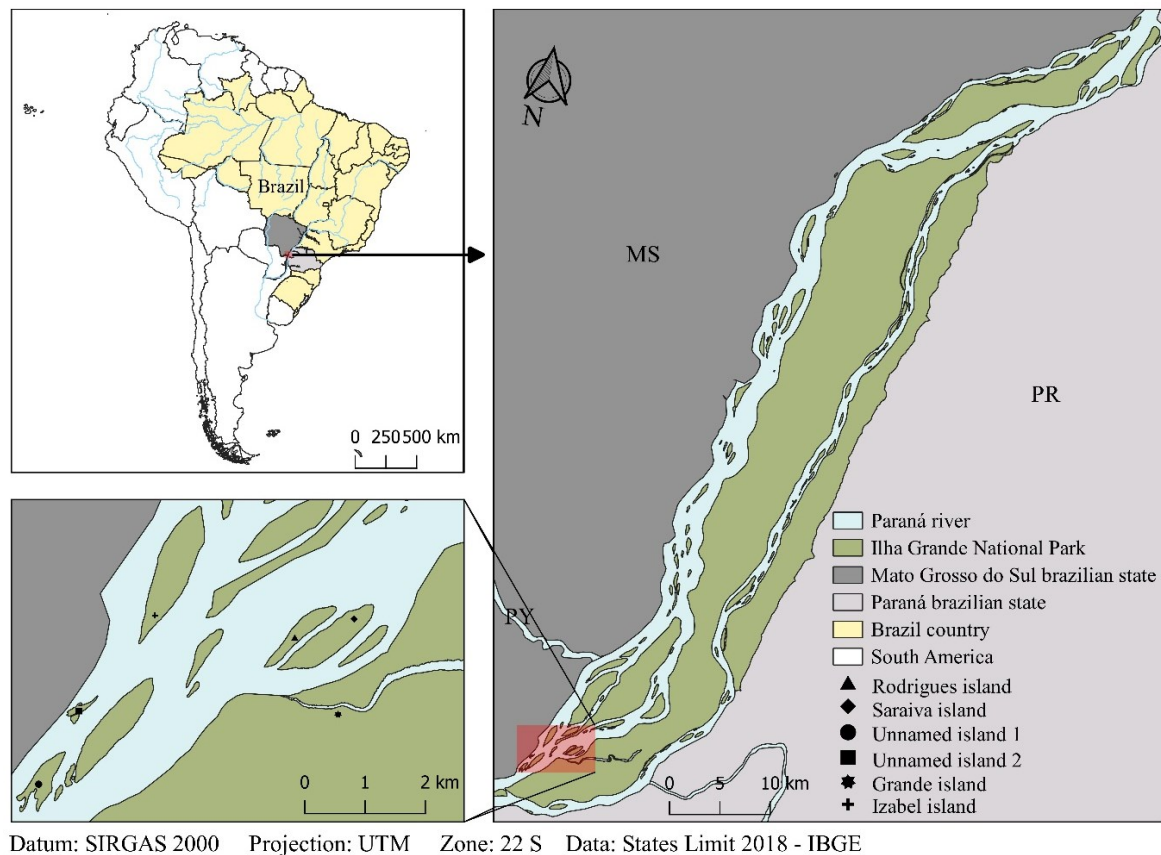 Brazil
0 250500 km
N
MS
PR
PY
Paraná river
Ilha Grande National Park
Mato Grosso do Sul brazilian state
Paraná brazilian state
Brazil country
South America
Rodrigues island
Saraiva island
Unnamed island 1
Unnamed island 2
Grande island
Izabel island
0 1 2 km
0 5 10 km
Datum: SIRGAS 2000 Projection: UTM Zone: 22 S Data: States Limit 2018 - IBGE